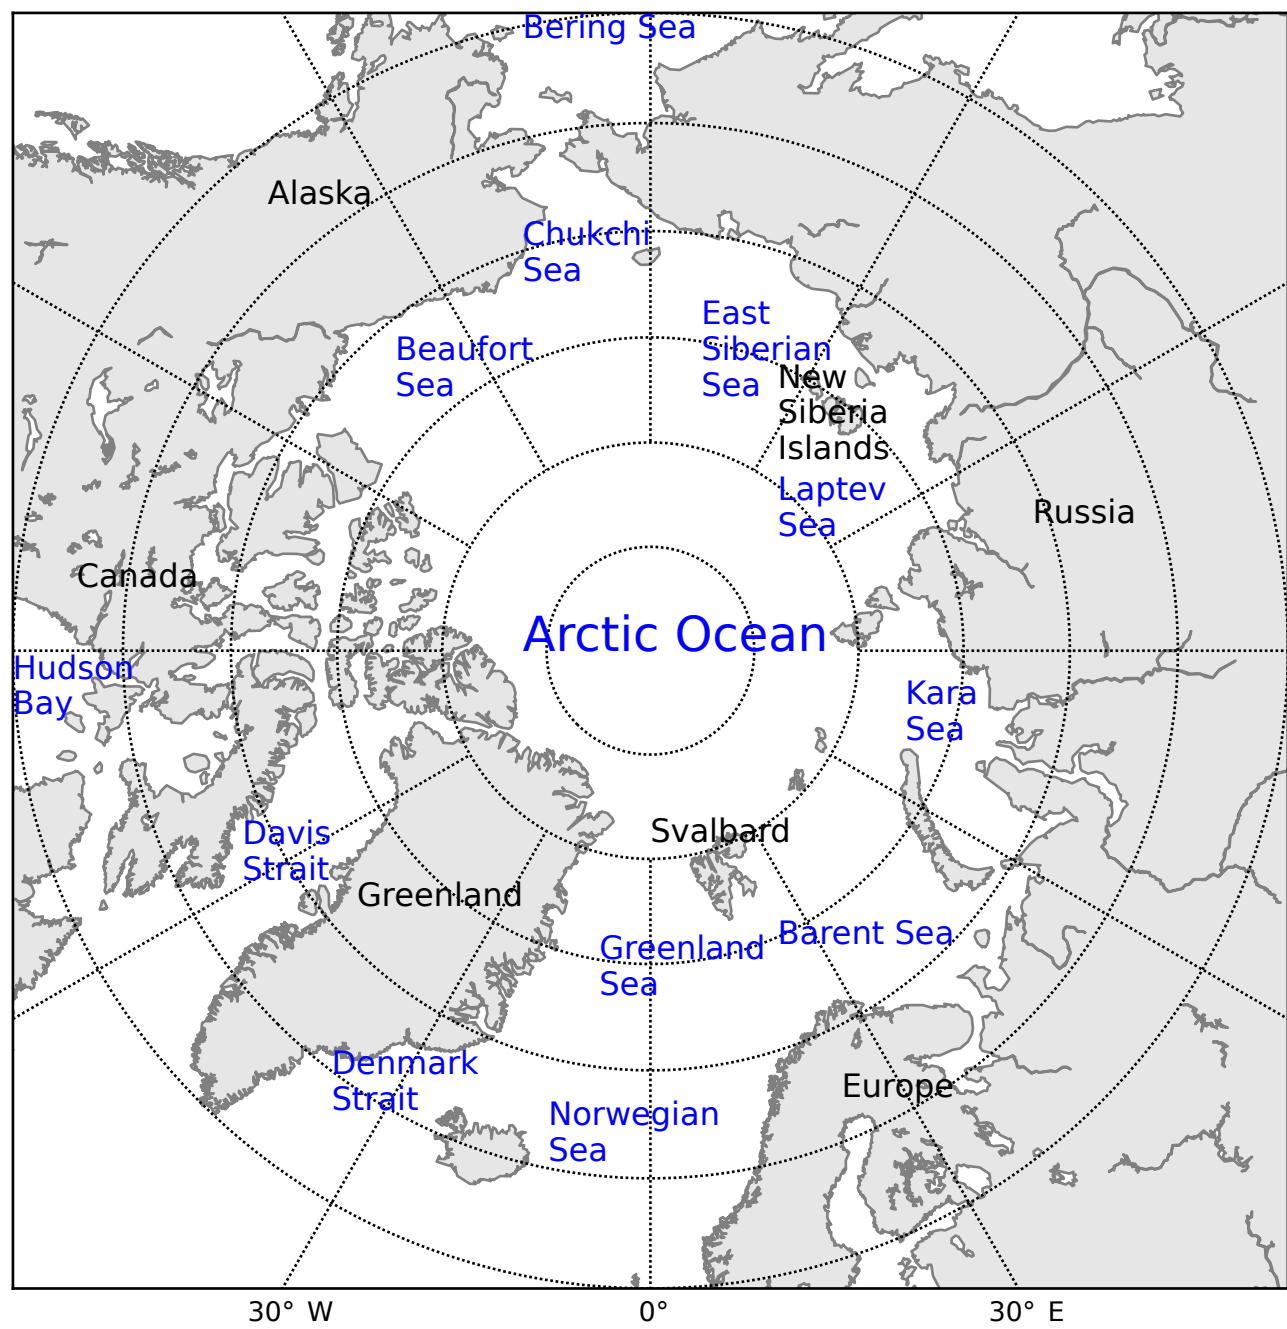 Bering Sea
Alaska
Chukchi
Sea
East
Siberian
Sea
Beaufort
Sea
New
Siberia
Islands
Laptev
Sea
Russia
Canada
Arctic Ocean
Hudson
Bay
Kara
Sea
Davis
Strait
Svalbard
Greenland
Barent Sea
Greenland
Sea
Denmark
Strait
Europe
Norwegian
Sea
30° W
0°
30° E